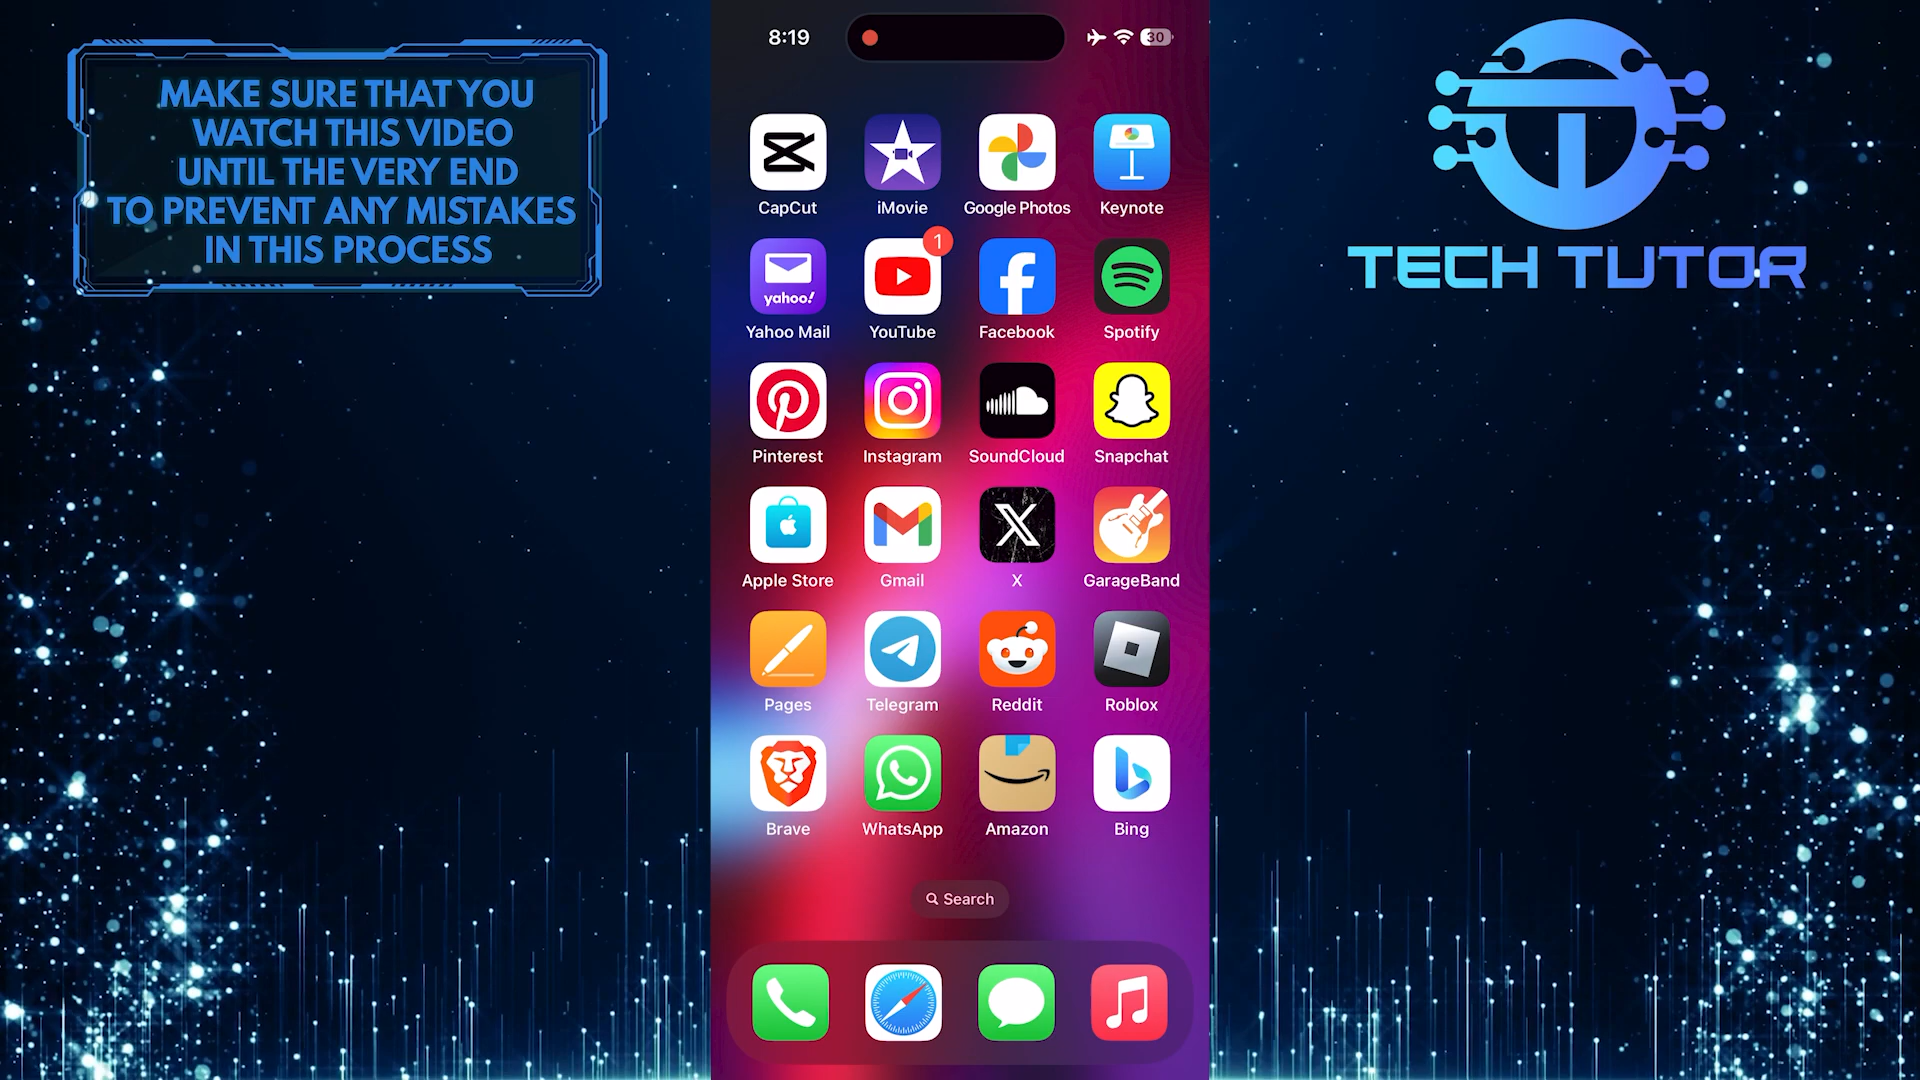 MAKE SURE THAT YOU
WATCH THIS VIDEO
UNTIL THE VERY END
TO PREVENT ANY MISTAKES
IN THIS PROCESS
8:19
30
CapCut
iMovie
Google Photos
Keynote
yahoo!
1
Yahoo Mail
YouTube
Facebook
Spotify
Pinterest
Instagram
SoundCloud
Snapchat
Apple Store
Gmail
X
GarageBand
Pages
Telegram
Reddit
Roblox
Brave
WhatsApp
Amazon
Bing
Search
TECH TUTOR